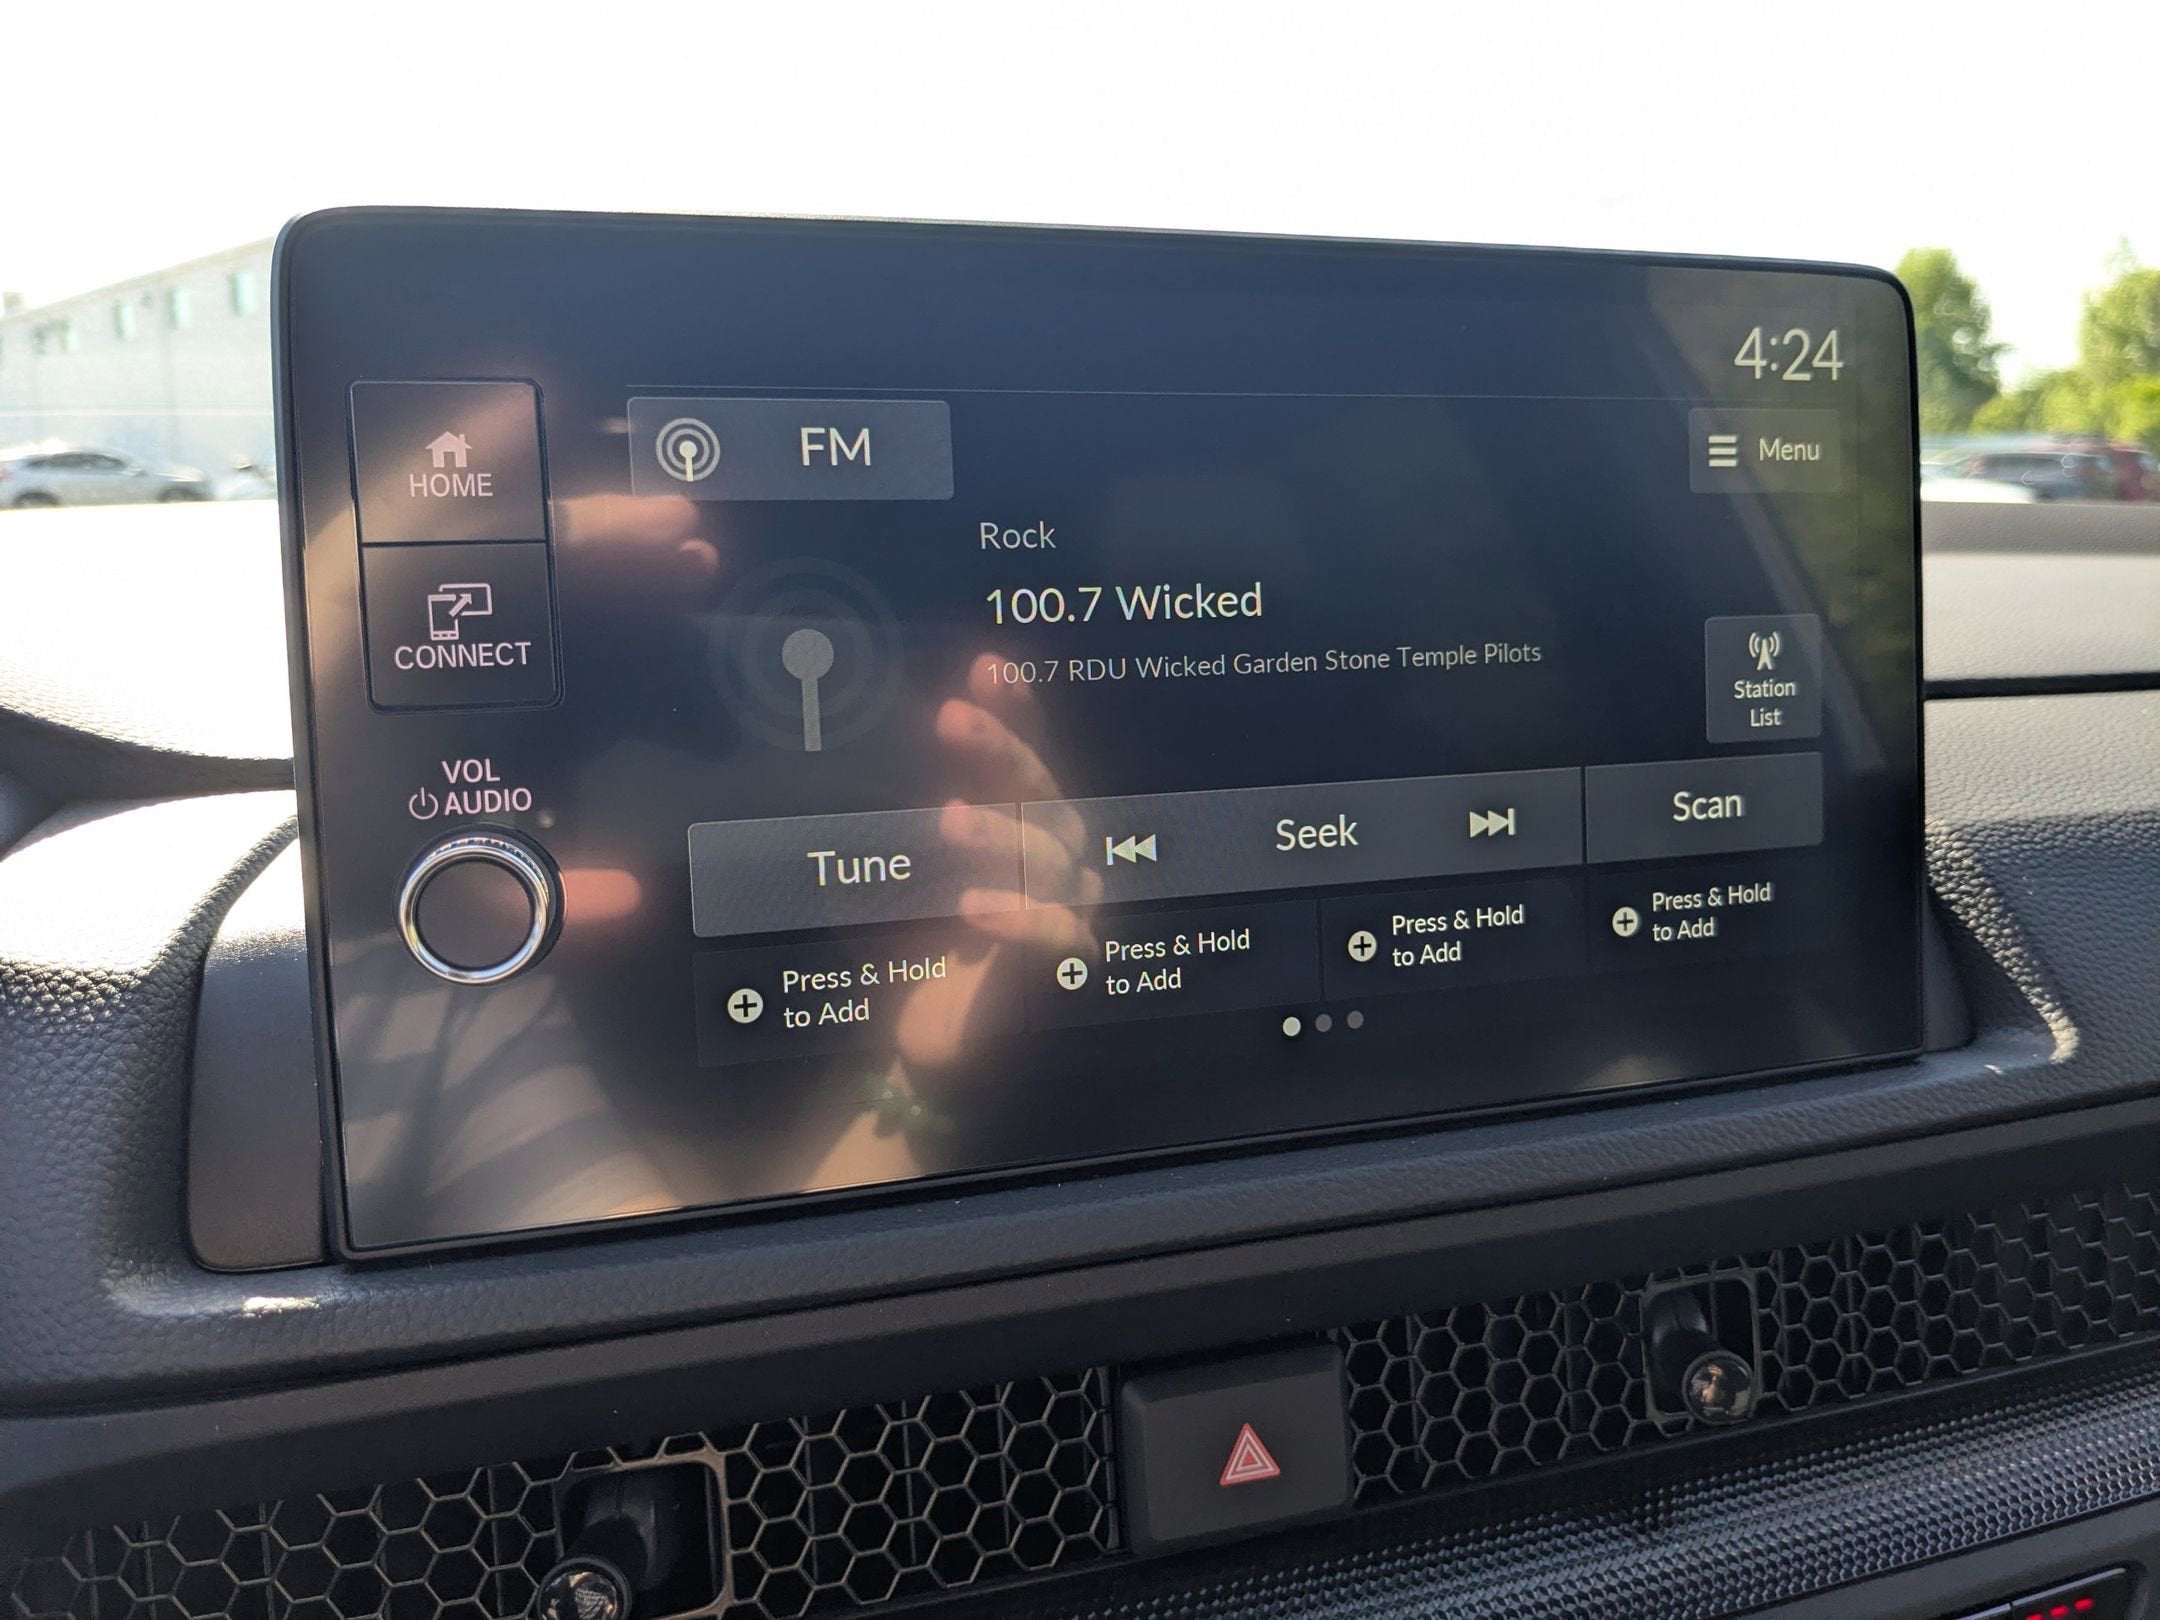 4:24
HOME
FM
Menu
Rock
100.7 Wicked
100.7 RDU Wicked Garden Stone Temple Pilots
CONNECT
Station
List
VOL
AUDIO
Tune
Seek
Scan
Press & Hold
to Add
Press & Hold
to Add
Press & Hold
to Add
Press & Hold
to Add